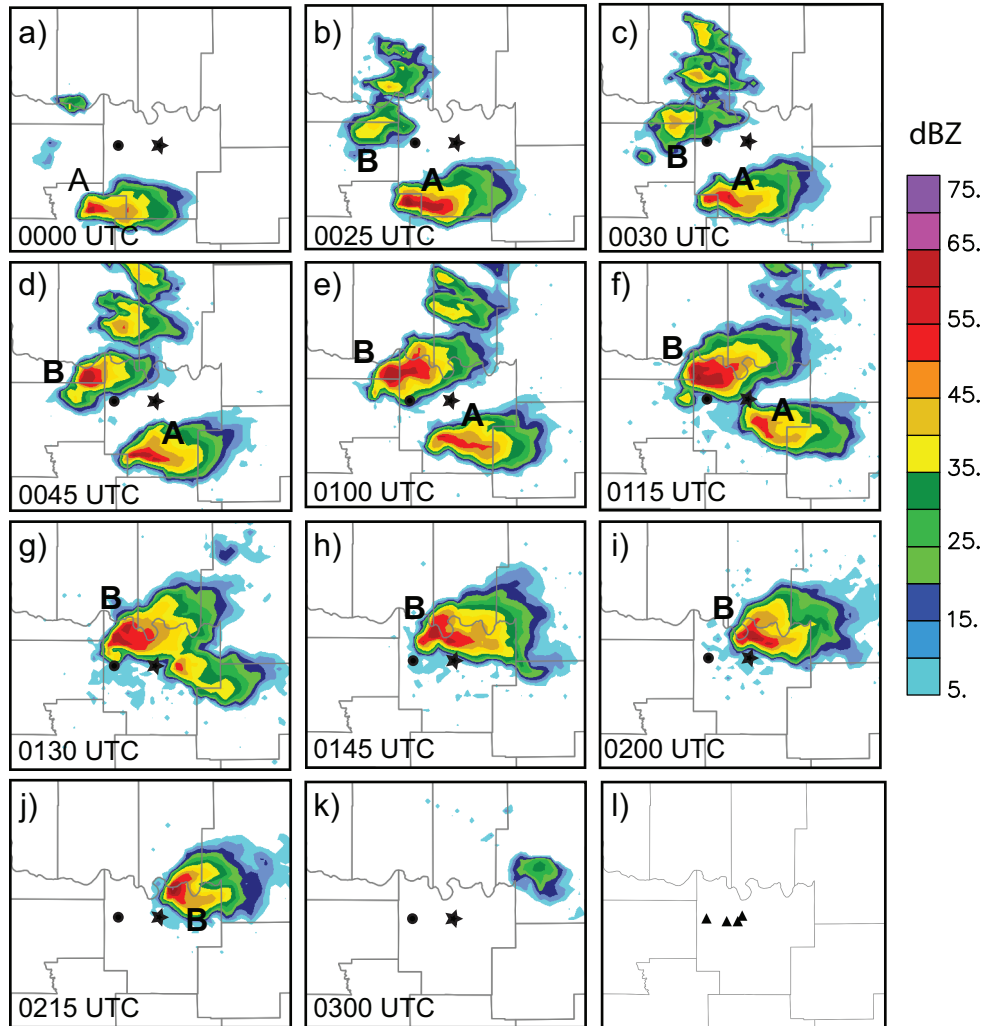 a)
A
0000 UTC
b)
B
A
0025 UTC
c)
B
A
0030 UTC
dBZ
75.
65.
55.
45.
35.
25.
15.
5.
d)
B
A
0045 UTC
e)
B
A
0100 UTC
f)
B
A
0115 UTC
g)
B
0130 UTC
h)
B
0145 UTC
i)
B
0200 UTC
j)
B
0215 UTC
k)
0300 UTC
l)